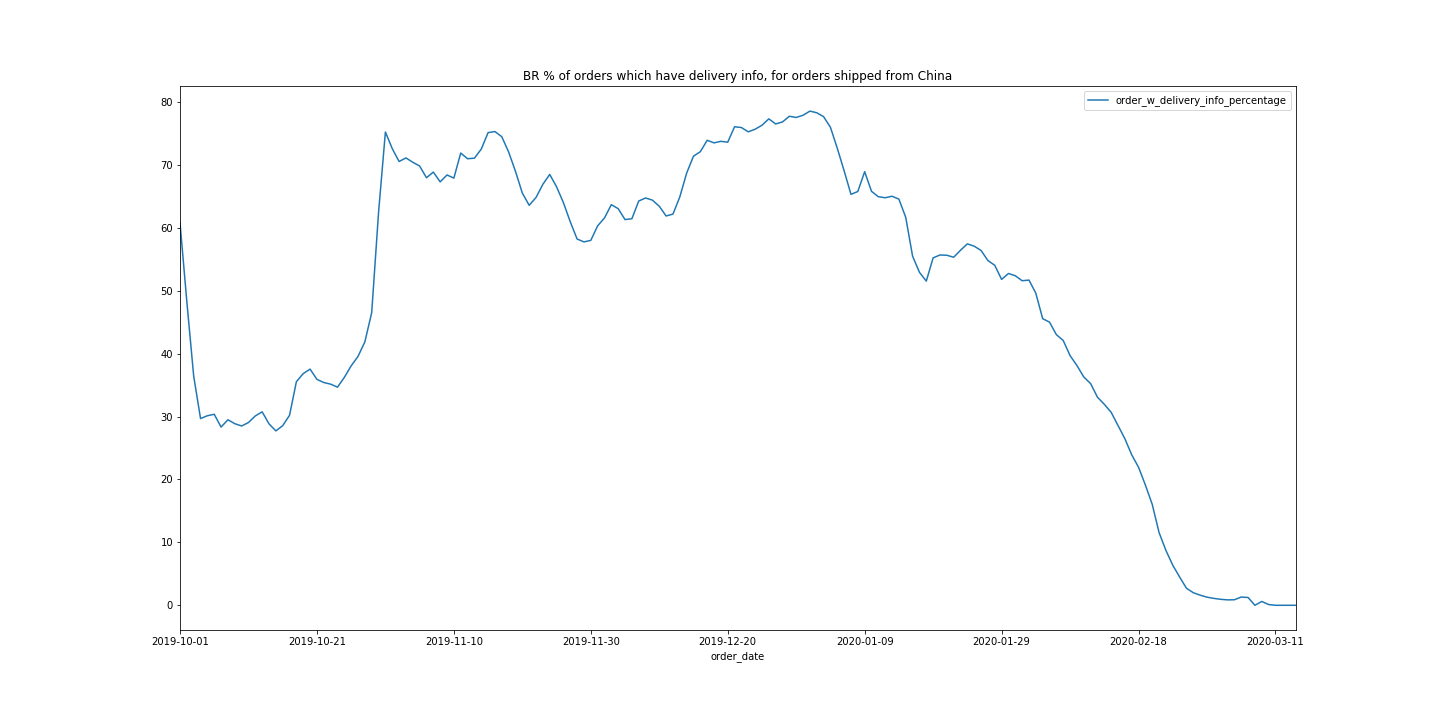 BR % of orders which have delivery info, for orders shipped from China
order_w_delivery_info_percentage
80
70
60
50
40
30
20
10
0
2019-10-01 2019-10-21 2019-11-10 2019-11-30 2019-12-20 2020-01-09 2020-01-29 2020-02-18 2020-03-11
order_date